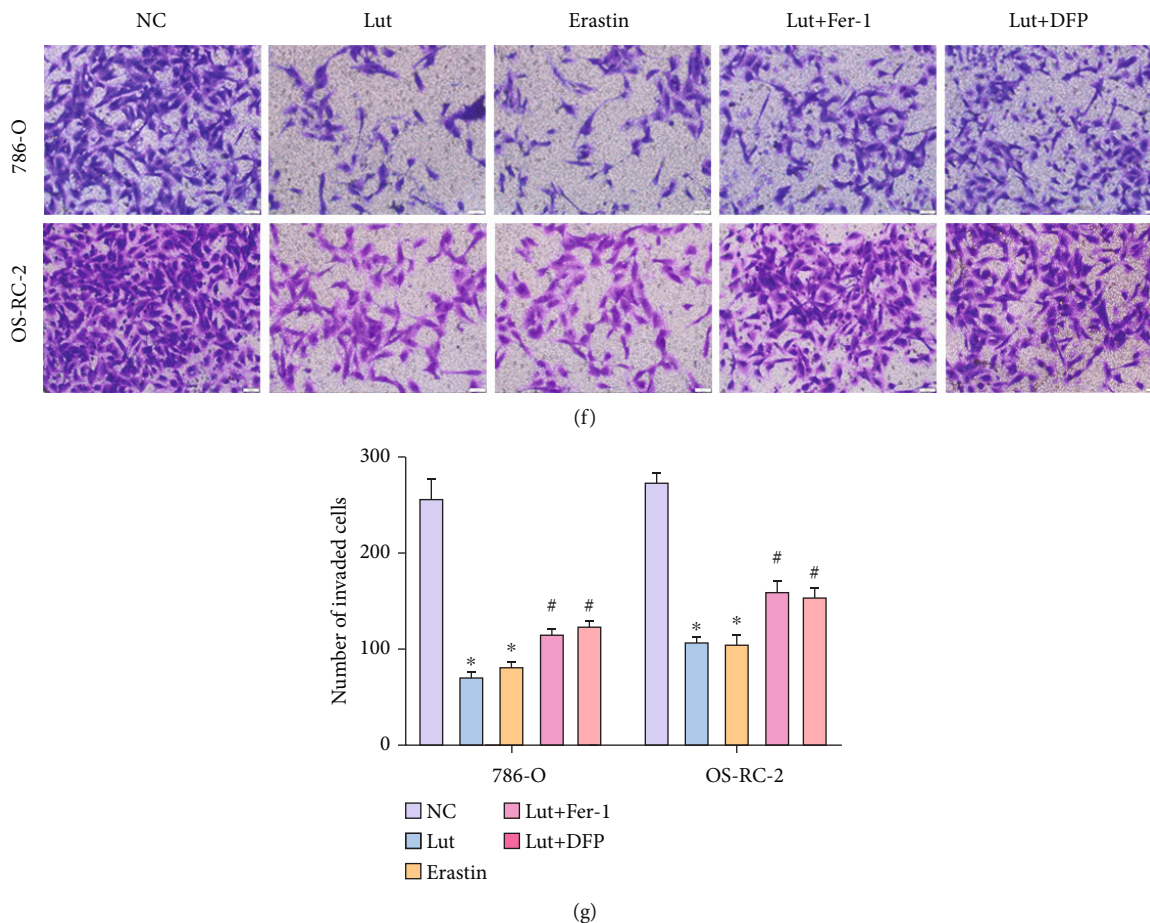 NC Lut Erastin Lut+Fer-1 Lut+DFP
786-O
OS-RC-2
(f)
Number of invaded cells
300
200
100
0
* * # #
* * # #
786-O OS-RC-2
NC Lut+Fer-1
Lut Lut+DFP
Erastin
(g)